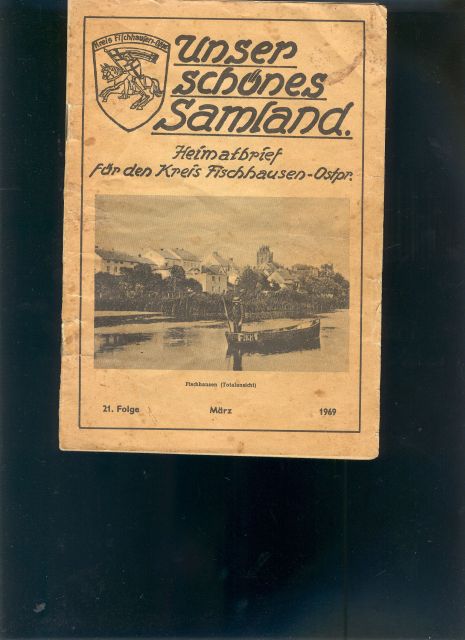 Kreis Fischhausen-Ostpr.
Unser
schönes
Samland.
Heimatbrief
für den Kreis Fischhausen-Ostpr.
Fischhausen (Totalansicht)
21. Folge März 1969